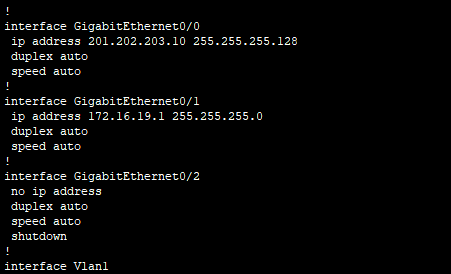 !
interface GigabitEthernet0/0
 ip address 201.202.203.10 255.255.255.128
 duplex auto
 speed auto
!
interface GigabitEthernet0/1
 ip address 172.16.19.1 255.255.255.0
 duplex auto
 speed auto
!
interface GigabitEthernet0/2
 no ip address
 duplex auto
 speed auto
 shutdown
!
interface Vlan1